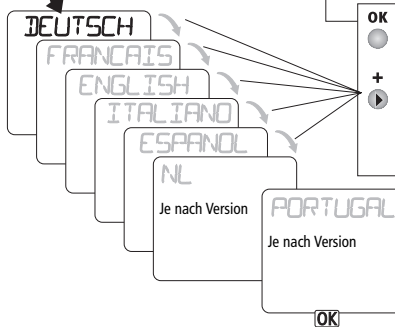 DEUTSCH
FRANCAIS
ENGLISH
ITALIANO
ESPANOL
NL
Je nach Version
PORTUGAL
Je nach Version
OK
OK
+